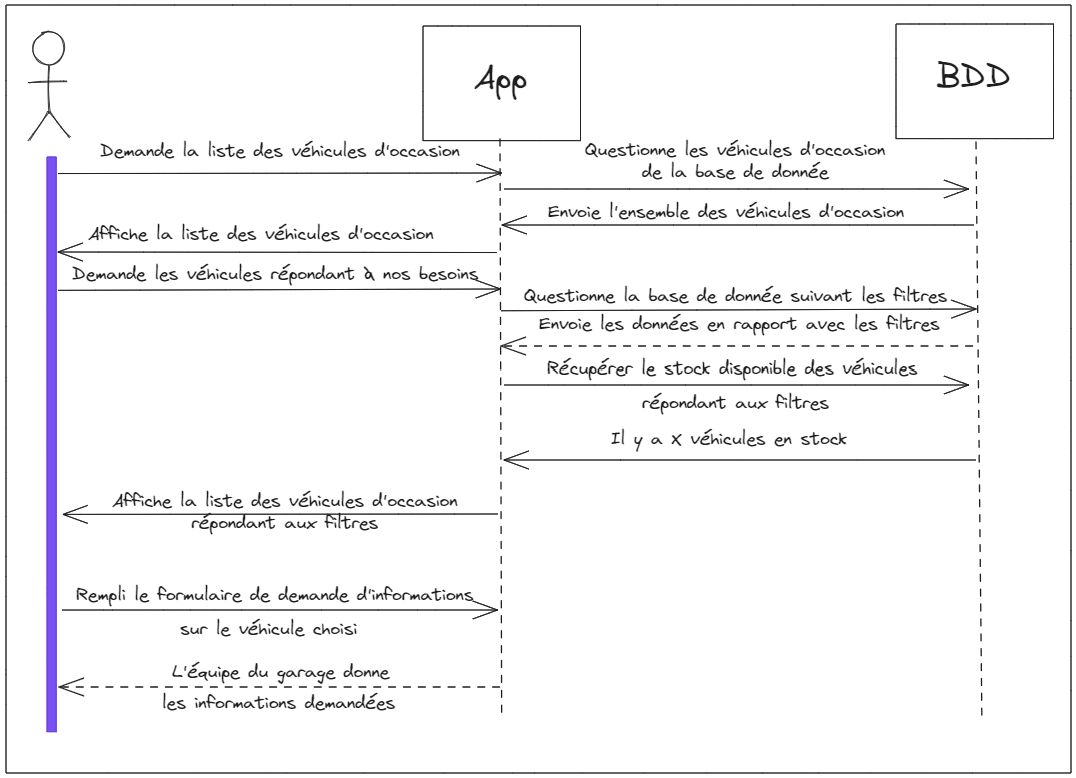 App
BDD
Demande la liste des véhicules d'occasion
Questionne les véhicules d'occasion
de la base de donnée
Envoie l'ensemble des véhicules d'occasion
Affiche la liste des véhicules d'occasion
Demande les véhicules répondant à nos besoins
Questionne la base de donnée suivant les filtres
Envoie les données en rapport avec les filtres
Récupérer le stock disponible des véhicules
répondant aux filtres
Il y a X véhicules en stock
Affiche la liste des véhicules d'occasion
répondant aux filtres
Rempli le formulaire de demande d'informations
sur le véhicule choisi
L'équipe du garage donne
les informations demandées